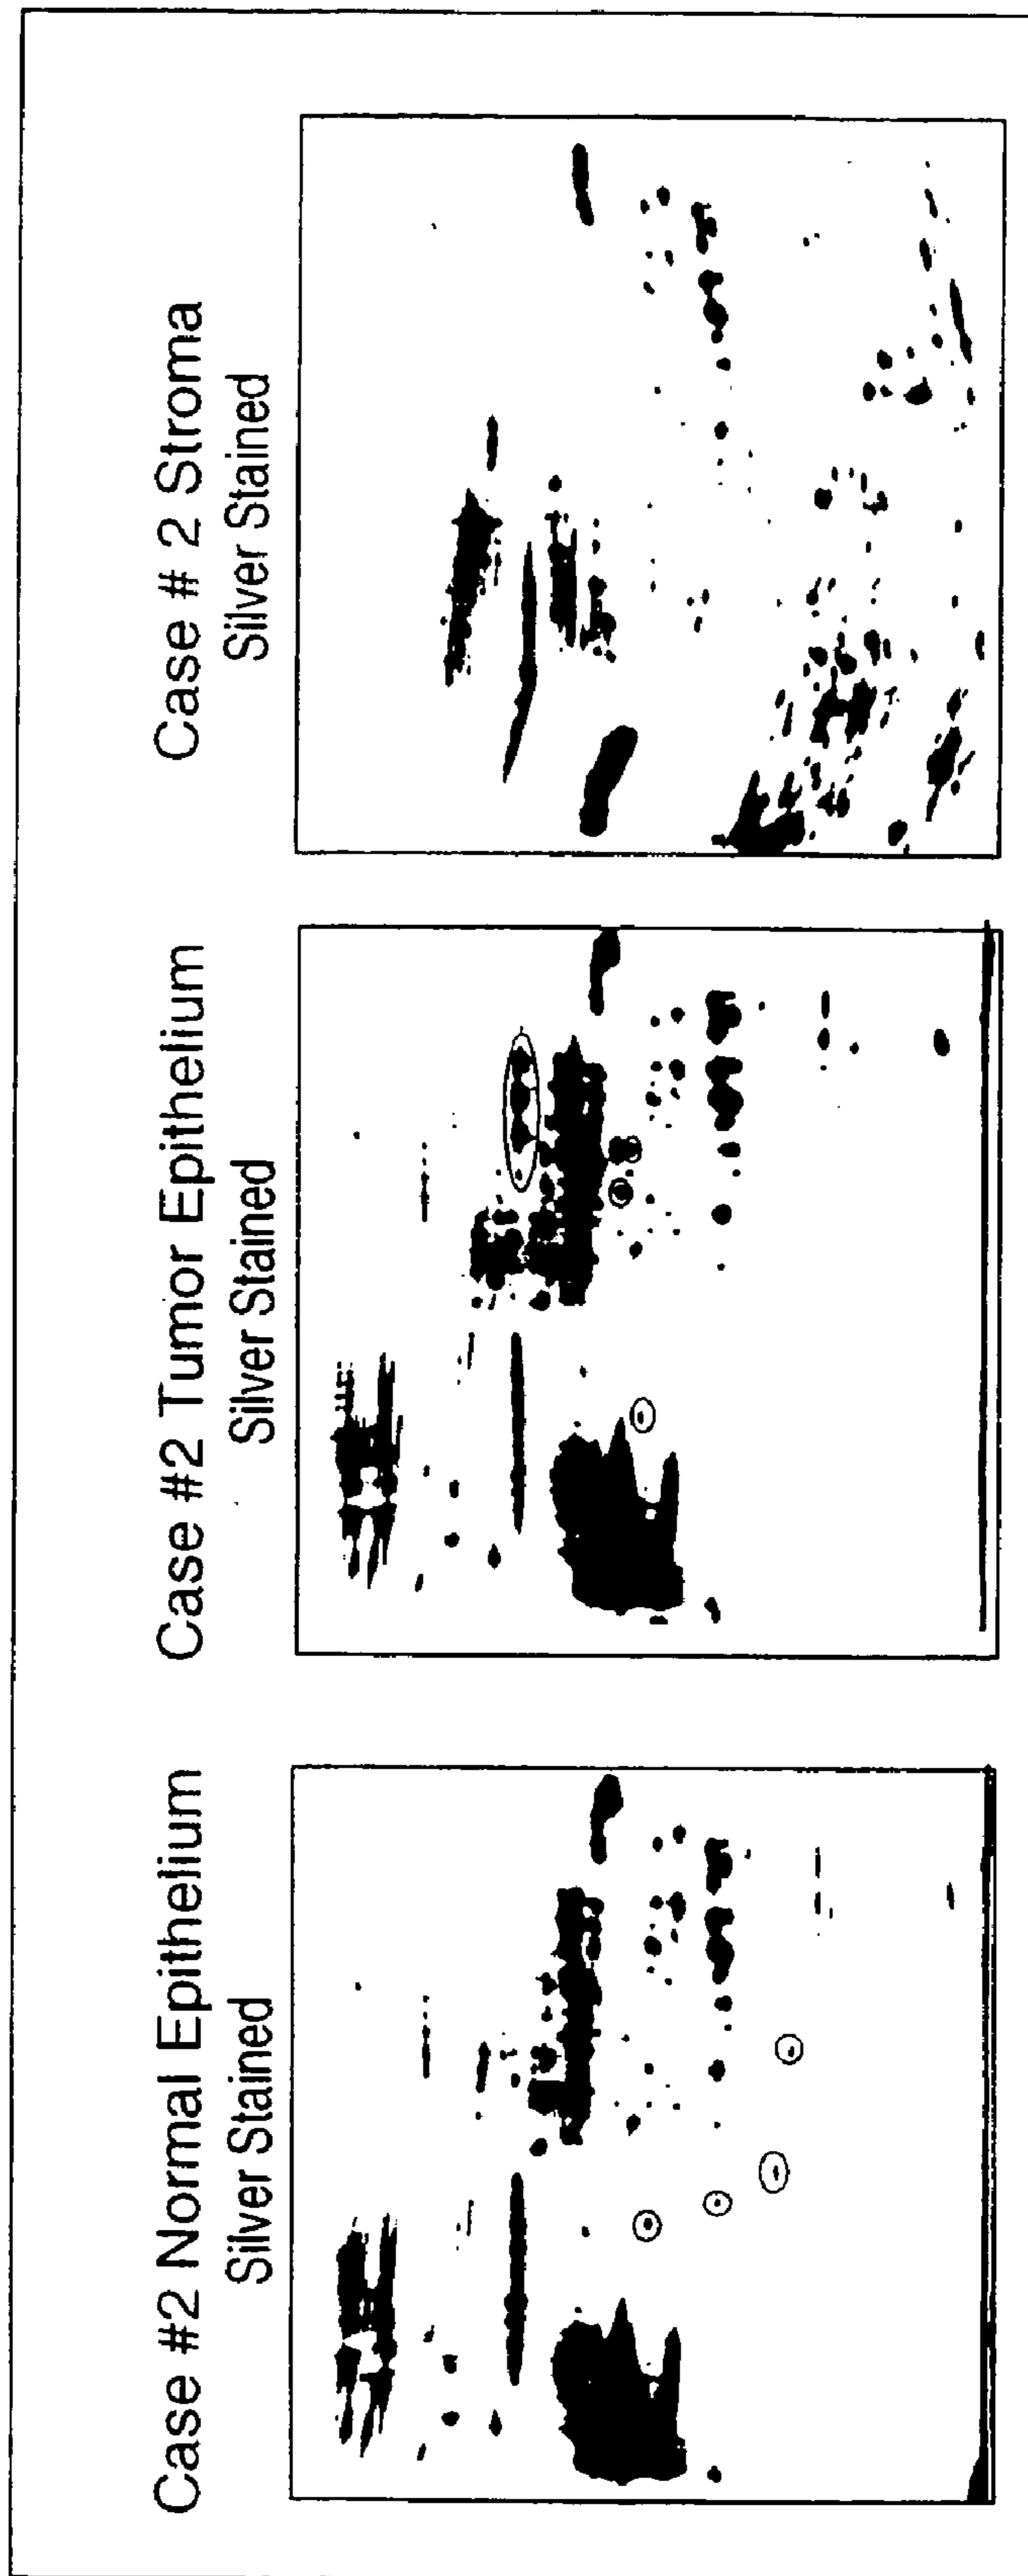 Case #2 Normal Epithelium
Silver Stained
Case #2 Tumor Epithelium
Silver Stained
Case # 2 Stroma
Silver Stained